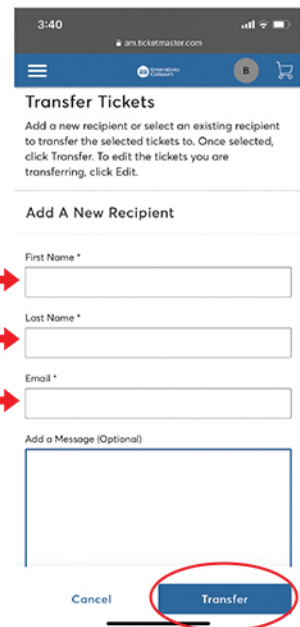 3:40
am.ticketmaster.com
Greensboro
Coliseum
B
Transfer Tickets
Add a new recipient or select an existing recipient
to transfer the selected tickets to. Once selected,
click Transfer. To edit the tickets you are
transferring, click Edit.
Add A New Recipient
First Name *
Last Name *
Email *
Add a Message (Optional)
Cancel
Transfer